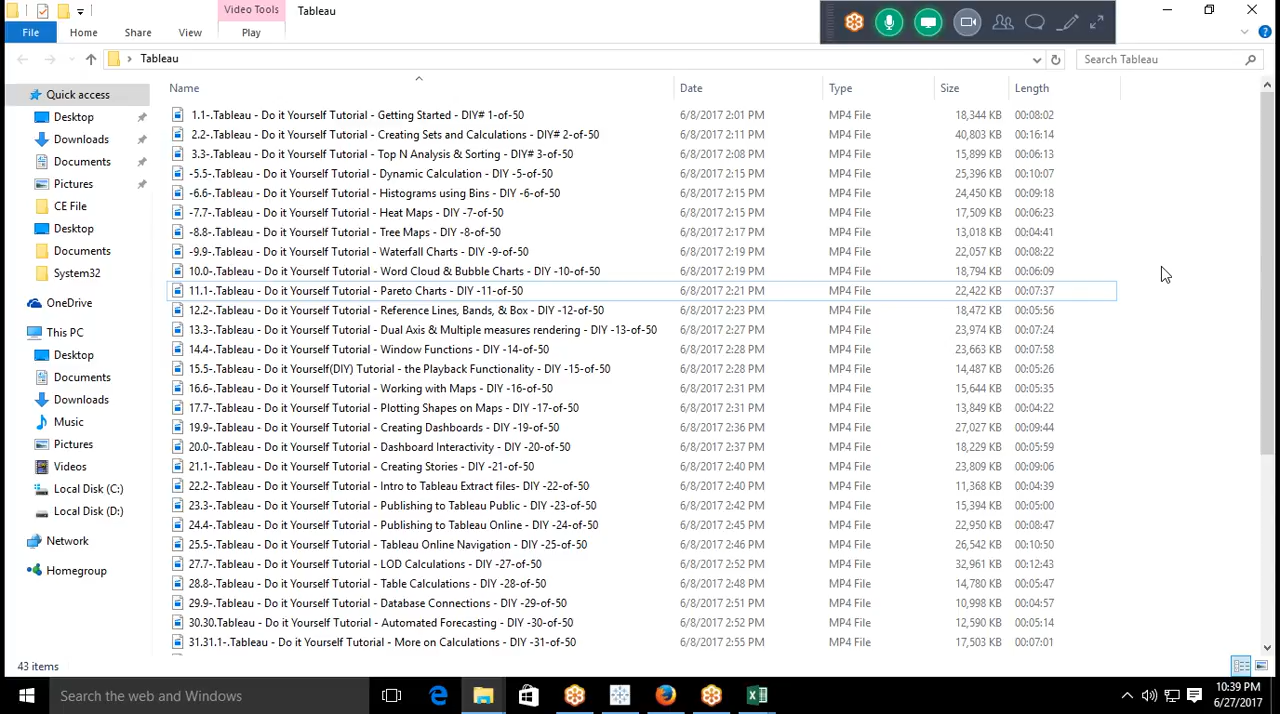 Video Tools
Tableau
File
Home
Share
View
Play
Tableau
Search Tableau
Name
Date
Type
Size
Length
1.1-.Tableau - Do it Yourself Tutorial - Getting Started - DIY# 1-of-50 6/8/2017 2:01 PM MP4 File 18,344 KB 00:08:02
2.2-.Tableau - Do it Yourself Tutorial - Creating Sets and Calculations - DIY# 2-of-50 6/8/2017 2:11 PM MP4 File 40,803 KB 00:16:14
3.3-.Tableau - Do it Yourself Tutorial - Top N Analysis & Sorting - DIY# 3-of-50 6/8/2017 2:08 PM MP4 File 15,899 KB 00:06:13
-5.5-.Tableau - Do it Yourself Tutorial - Dynamic Calculation - DIY -5-of-50 6/8/2017 2:15 PM MP4 File 25,396 KB 00:10:07
-6.6-.Tableau - Do it Yourself Tutorial - Histograms using Bins - DIY -6-of-50 6/8/2017 2:15 PM MP4 File 24,450 KB 00:09:18
-7.7-.Tableau - Do it Yourself Tutorial - Heat Maps - DIY -7-of-50 6/8/2017 2:15 PM MP4 File 17,509 KB 00:06:23
-8.8-.Tableau - Do it Yourself Tutorial - Tree Maps - DIY -8-of-50 6/8/2017 2:17 PM MP4 File 13,018 KB 00:04:41
-9.9-.Tableau - Do it Yourself Tutorial - Waterfall Charts - DIY -9-of-50 6/8/2017 2:19 PM MP4 File 22,057 KB 00:08:22
10.0-.Tableau - Do it Yourself Tutorial - Word Cloud & Bubble Charts - DIY -10-of-50 6/8/2017 2:19 PM MP4 File 18,794 KB 00:06:09
11.1-.Tableau - Do it Yourself Tutorial - Pareto Charts - DIY -11-of-50 6/8/2017 2:21 PM MP4 File 22,422 KB 00:07:37
12.2-.Tableau - Do it Yourself Tutorial - Reference Lines, Bands, & Box - DIY -12-of-50 6/8/2017 2:23 PM MP4 File 18,472 KB 00:05:56
13.3-.Tableau - Do it Yourself Tutorial - Dual Axis & Multiple measures rendering - DIY -13-of-50 6/8/2017 2:27 PM MP4 File 23,974 KB 00:07:24
14.4-.Tableau - Do it Yourself Tutorial - Window Functions - DIY -14-of-50 6/8/2017 2:28 PM MP4 File 23,663 KB 00:07:58
15.5-.Tableau - Do it Yourself(DIY) Tutorial - the Playback Functionality - DIY -15-of-50 6/8/2017 2:28 PM MP4 File 14,487 KB 00:05:26
16.6-.Tableau - Do it Yourself Tutorial - Working with Maps - DIY -16-of-50 6/8/2017 2:31 PM MP4 File 15,644 KB 00:05:35
17.7-.Tableau - Do it Yourself Tutorial - Plotting Shapes on Maps - DIY -17-of-50 6/8/2017 2:31 PM MP4 File 13,849 KB 00:04:22
19.9-.Tableau - Do it Yourself Tutorial - Creating Dashboards - DIY -19-of-50 6/8/2017 2:36 PM MP4 File 27,027 KB 00:09:44
20.0-.Tableau - Do it Yourself Tutorial - Dashboard Interactivity - DIY -20-of-50 6/8/2017 2:37 PM MP4 File 18,229 KB 00:05:59
21.1-.Tableau - Do it Yourself Tutorial - Creating Stories - DIY -21-of-50 6/8/2017 2:40 PM MP4 File 23,809 KB 00:09:06
22.2-.Tableau - Do it Yourself Tutorial - Intro to Tableau Extract files- DIY -22-of-50 6/8/2017 2:40 PM MP4 File 11,368 KB 00:04:39
23.3-.Tableau - Do it Yourself Tutorial - Publishing to Tableau Public - DIY -23-of-50 6/8/2017 2:42 PM MP4 File 15,394 KB 00:05:00
24.4-.Tableau - Do it Yourself Tutorial - Publishing to Tableau Online - DIY -24-of-50 6/8/2017 2:45 PM MP4 File 22,950 KB 00:08:47
25.5-.Tableau - Do it Yourself Tutorial - Tableau Online Navigation - DIY -25-of-50 6/8/2017 2:46 PM MP4 File 26,542 KB 00:10:50
27.7-.Tableau - Do it Yourself Tutorial - LOD Calculations - DIY -27-of-50 6/8/2017 2:52 PM MP4 File 32,961 KB 00:12:43
28.8-.Tableau - Do it Yourself Tutorial - Table Calculations - DIY -28-of-50 6/8/2017 2:48 PM MP4 File 14,780 KB 00:05:47
29.9-.Tableau - Do it Yourself Tutorial - Database Connections - DIY -29-of-50 6/8/2017 2:51 PM MP4 File 10,998 KB 00:04:57
30.30.Tableau - Do it Yourself Tutorial - Automated Forecasting - DIY -30-of-50 6/8/2017 2:52 PM MP4 File 12,590 KB 00:05:14
31.31.1-.Tableau - Do it Yourself Tutorial - More on Calculations - DIY -31-of-50 6/8/2017 2:55 PM MP4 File 17,503 KB 00:07:01
Quick access
Desktop
Downloads
Documents
Pictures
CE File
Desktop
Documents
System32
OneDrive
This PC
Desktop
Documents
Downloads
Music
Pictures
Videos
Local Disk (C:)
Local Disk (D:)
Network
Homegroup
43 items
Search the web and Windows
10:39 PM
6/27/2017